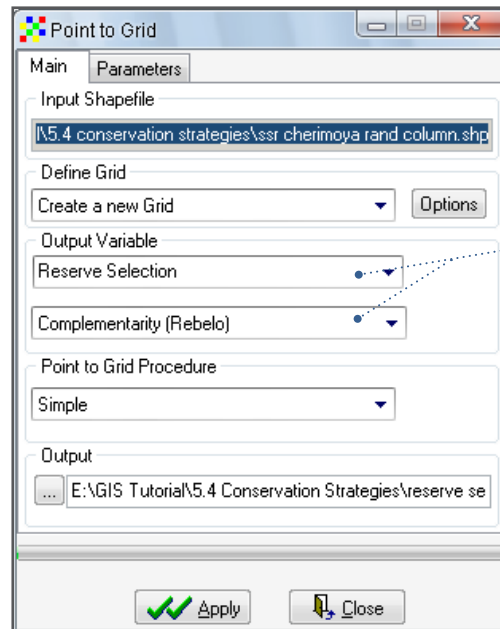 Point to Grid
Main
Parameters
Input Shapefile
l\5.4 conservation strategies\ssr cherimoya rand column.shp
Define Grid
Create a new Grid
Options
Output Variable
Reserve Selection
Complementarity (Rebelo)
Point to Grid Procedure
Simple
Output
...
E:\GIS Tutorial\5.4 Conservation Strategies\reserve se
Apply
Close